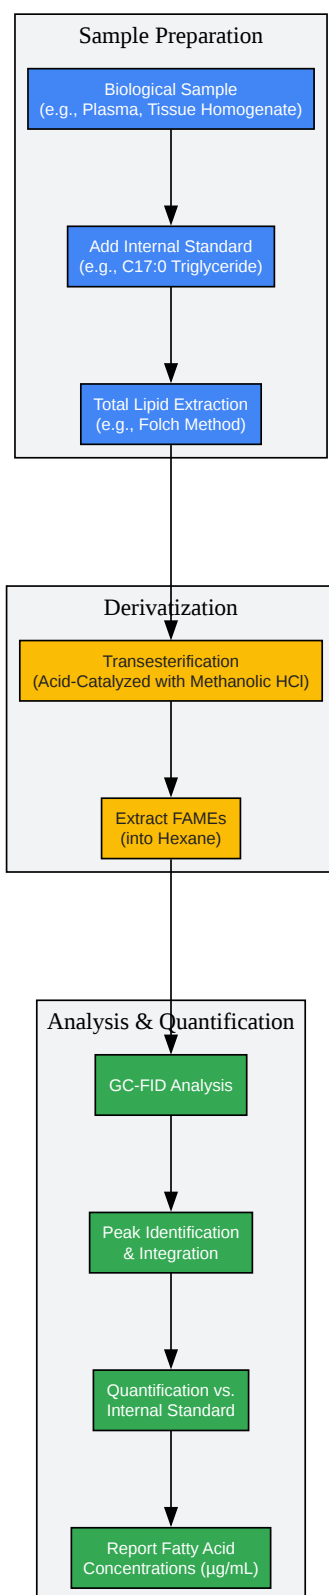 Sample Preparation
Biological Sample
(e.g., Plasma, Tissue Homogenate)
Add Internal Standard
(e.g., C17:0 Triglyceride)
Total Lipid Extraction
(e.g., Folch Method)
Derivatization
Transesterification
(Acid-Catalyzed with Methanolic HCl)
Extract FAMEs
(into Hexane)
Analysis & Quantification
GC-FID Analysis
Peak Identification
& Integration
Quantification vs.
Internal Standard
Report Fatty Acid
Concentrations (µg/mL)